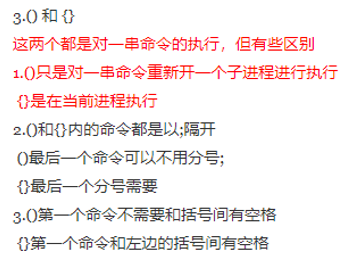 3.() 和 {}
这两个都是对一串命令的执行，但有些区别
1.()只是对一串命令重新开一个子进程进行执行
{}是在当前进程执行
2.()和{}内的命令都是以;隔开
()最后一个命令可以不用分号;
{}最后一个分号需要
3.()第一个命令不需要和括号间有空格
{}第一个命令和左边的括号间有空格